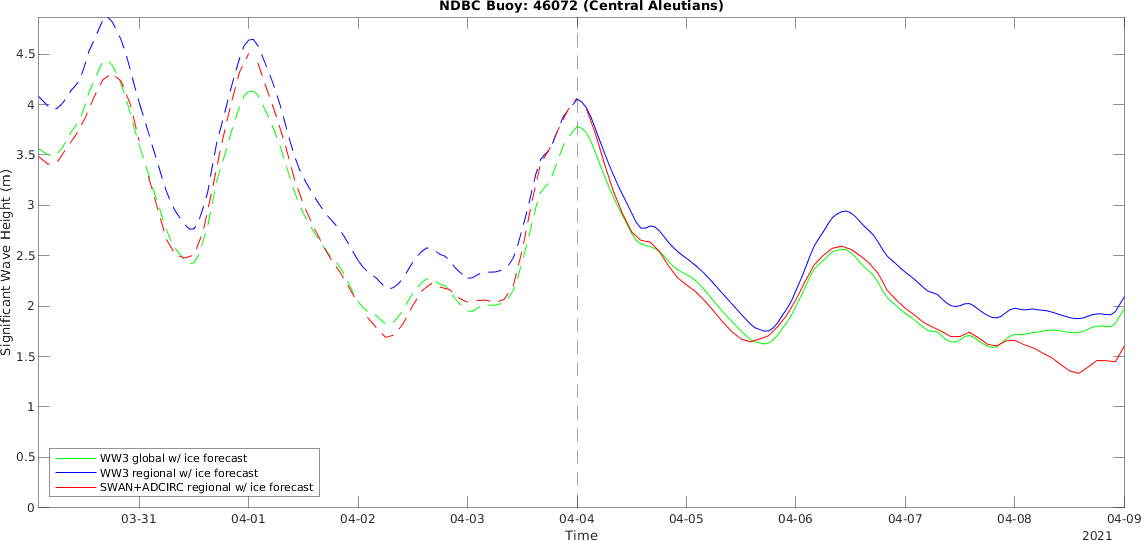 NDBC Buoy: 46072 (Central Aleutians)
4.5
4
3.5
3
2.5
2
1.5
1
0.5
0
Significant Wave Height (m)
WW3 global w/ ice forecast
WW3 regional w/ ice forecast
SWAN+ADCIRC regional w/ ice forecast
03-31 04-01 04-02 04-03 04-04 04-05 04-06 04-07 04-08 04-09
Time
2021